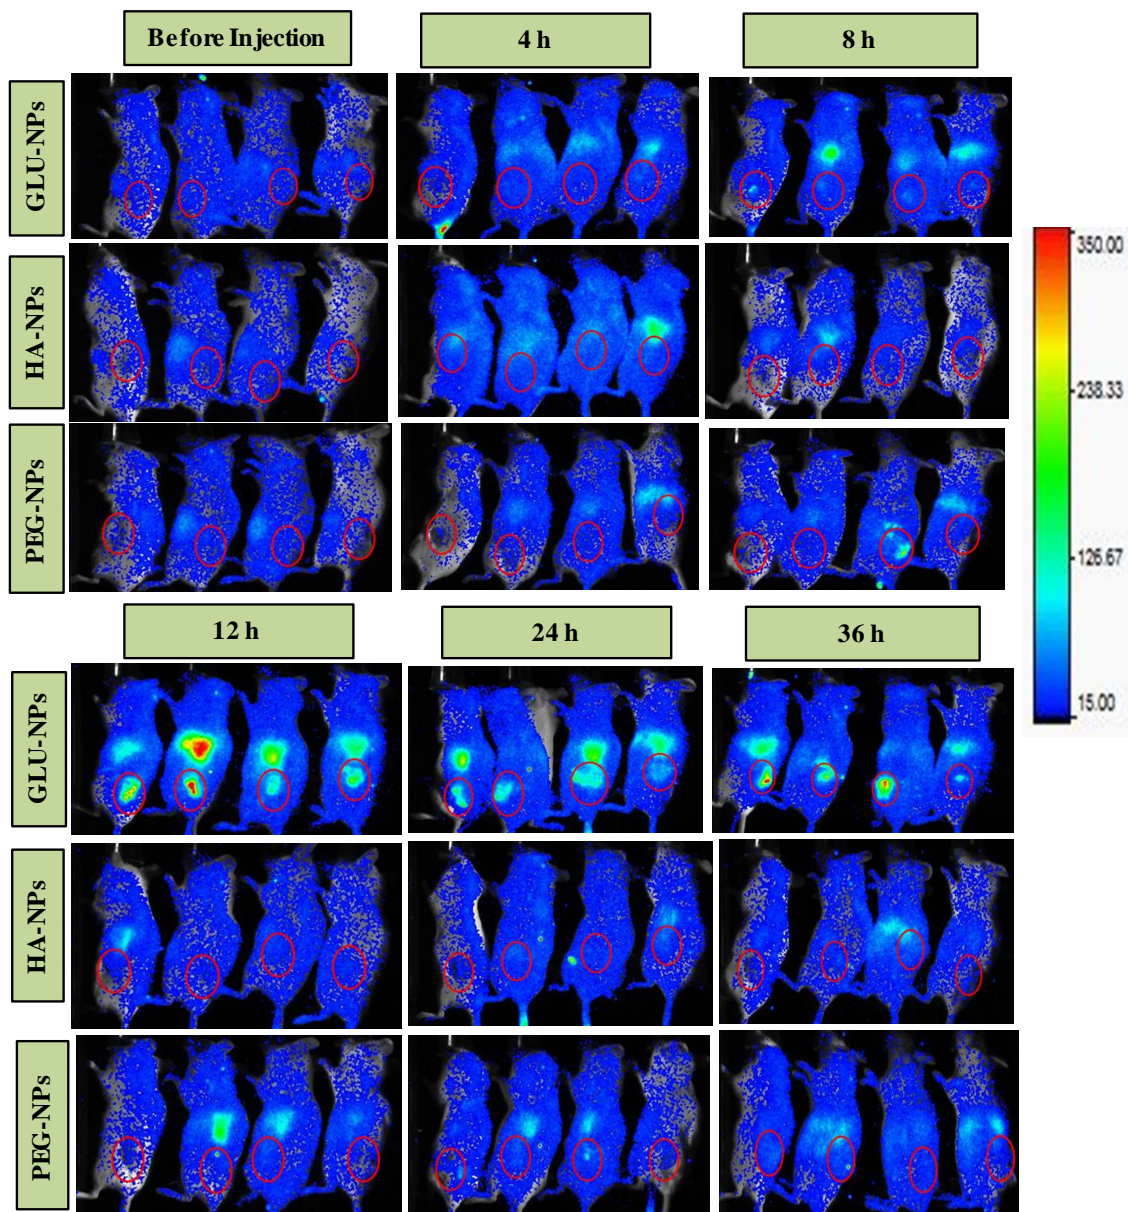 Before Injection
4 h
8 h
GLU-NPs
HA-NPs
PEG-NPs
350.00
238.33
126.67
15.00
12 h
24 h
36 h
GLU-NPs
HA-NPs
PEG-NPs